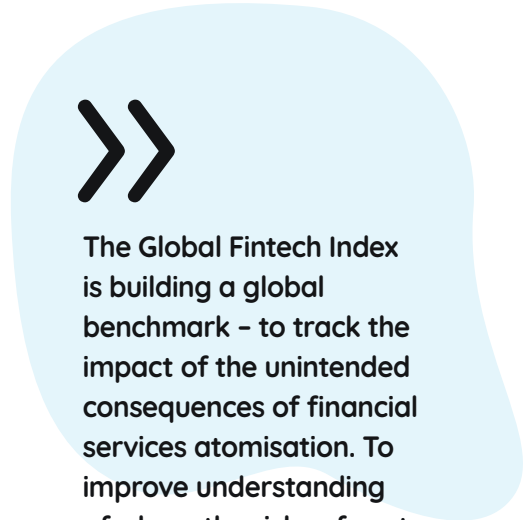 The Global Fintech Index
is building a global
benchmark – to track the
impact of the unintended
consequences of financial
services atomisation. To
improve understanding